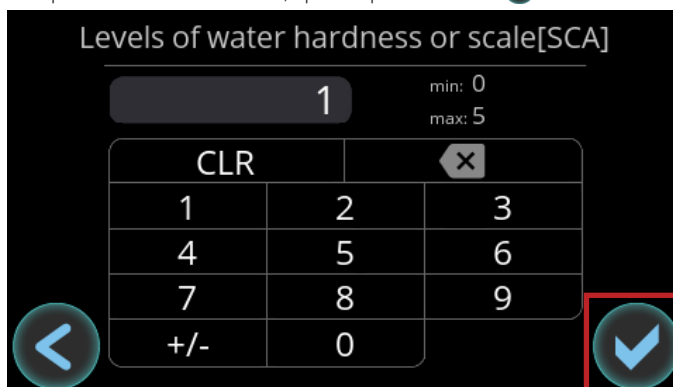 Levels of water hardness or scale[SCA]
1
min: 0
max: 5
CLR
1 2 3
4 5 6
7 8 9
+/- 0